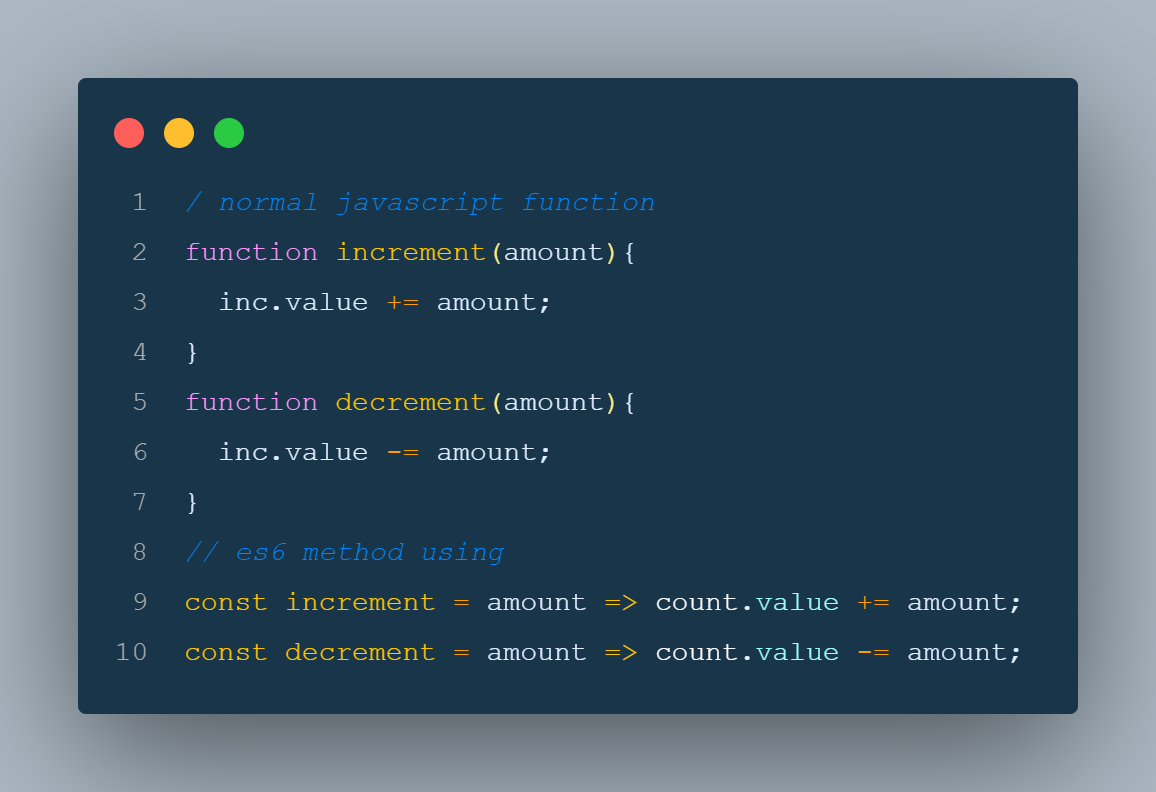 1 / normal javascript function
2 function increment(amount){
3   inc.value += amount;
4 }
5 function decrement(amount){
6   inc.value -= amount;
7 }
8 // es6 method using
9 const increment = amount => count.value += amount;
10 const decrement = amount => count.value -= amount;